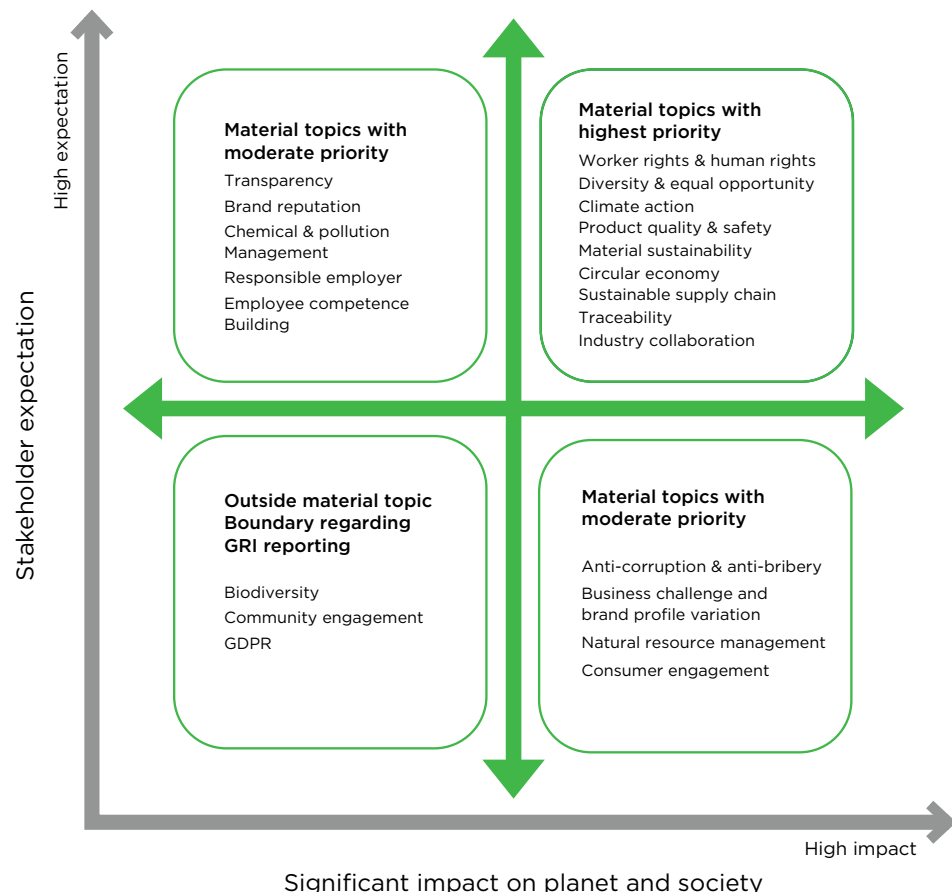 High expectation
Stakeholder expectation
Material topics with
moderate priority
Transparency
Brand reputation
Chemical & pollution
Management
Responsible employer
Employee competence
Building
Material topics with
highest priority
Worker rights & human rights
Diversity & equal opportunity
Climate action
Product quality & safety
Material sustainability
Circular economy
Sustainable supply chain
Traceability
Industry collaboration
Outside material topic
Boundary regarding
GRI reporting
Biodiversity
Community engagement
GDPR
Material topics with
moderate priority
Anti-corruption & anti-bribery
Business challenge and
brand profile variation
Natural resource management
Consumer engagement
High impact
Significant impact on planet and society